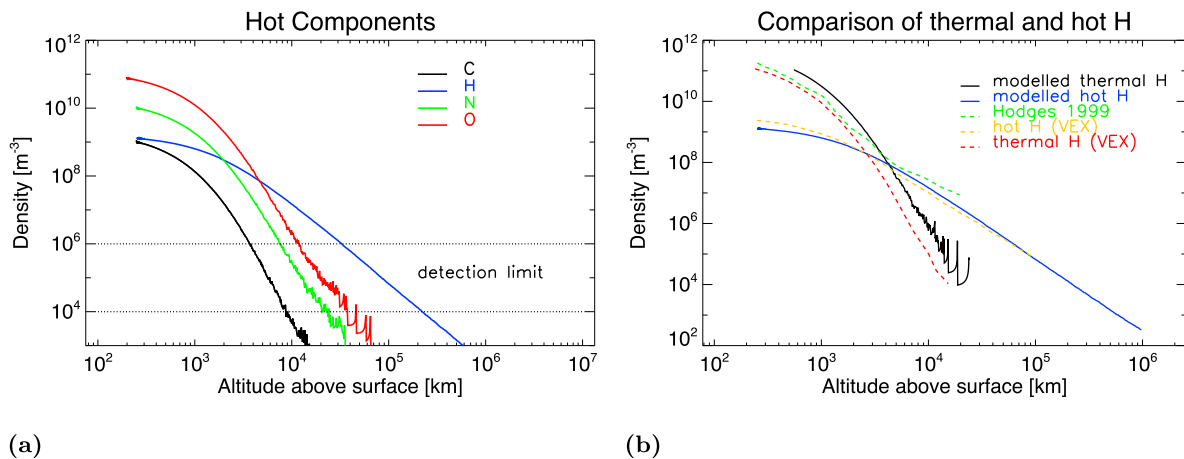 Hot Components
10^12
10^10
10^8
10^6
10^4
Density [m^-3]
C
H
N
O
detection limit
10^2 10^3 10^4 10^5 10^6 10^7
Altitude above surface [km]
(a)
Comparison of thermal and hot H
10^12
10^10
10^8
10^6
10^4
10^2
Density [m^-3]
modelled thermal H
modelled hot H
Hodges 1999
hot H (VEX)
thermal H (VEX)
10^2 10^3 10^4 10^5 10^6
Altitude above surface [km]
(b)